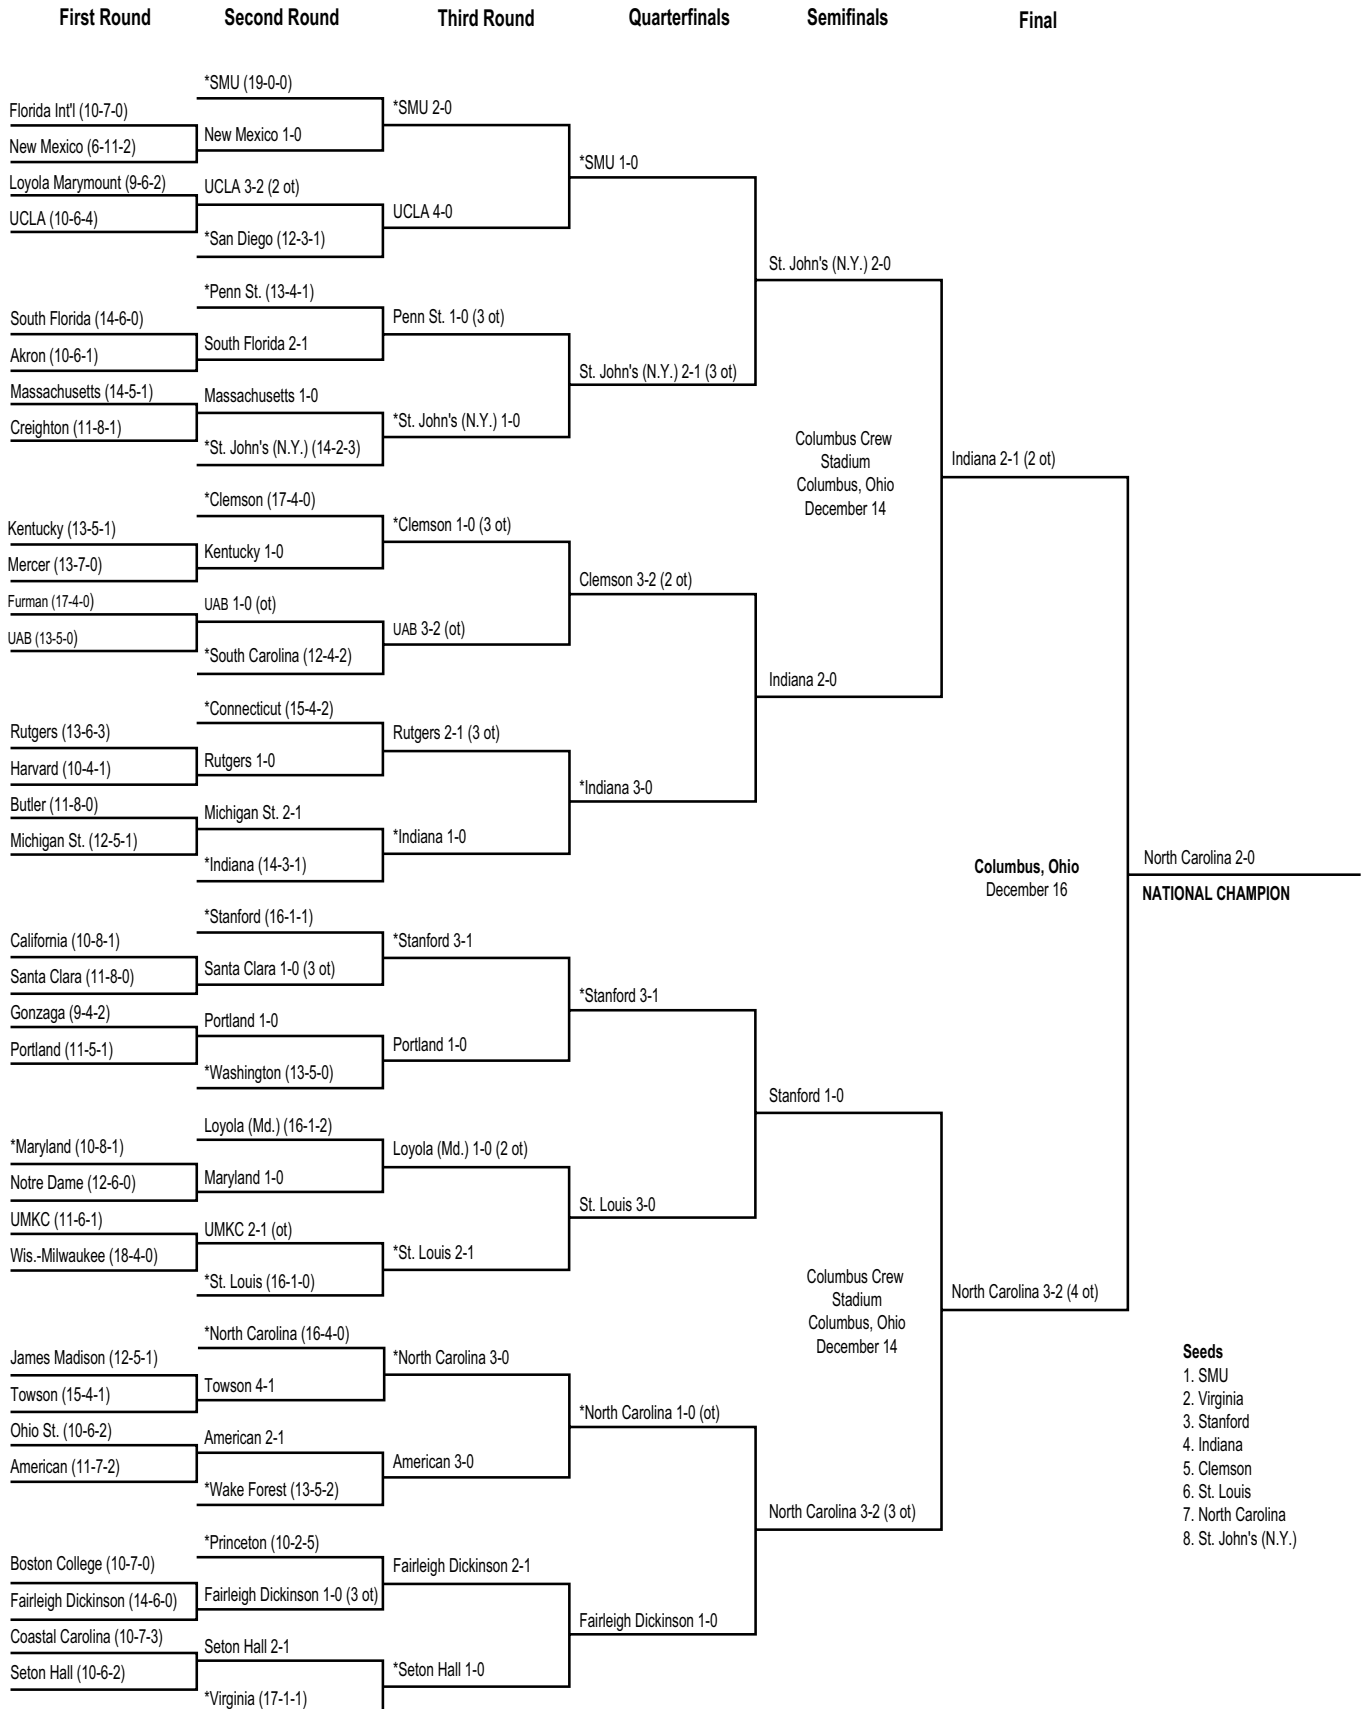 First Round
Second Round
Third Round
Quarterfinals
Semifinals
Final
Florida Int'l (10-7-0)
New Mexico (6-11-2)
Loyola Marymount (9-6-2)
UCLA (10-6-4)
South Florida (14-6-0)
Akron (10-6-1)
Massachusetts (14-5-1)
Creighton (11-8-1)
Kentucky (13-5-1)
Mercer (13-7-0)
Furman (17-4-0)
UAB (13-5-0)
Rutgers (13-6-3)
Harvard (10-4-1)
Butler (11-8-0)
Michigan St. (12-5-1)
California (10-8-1)
Santa Clara (11-8-0)
Gonzaga (9-4-2)
Portland (11-5-1)
*Maryland (10-8-1)
Notre Dame (12-6-0)
UMKC (11-6-1)
Wis.-Milwaukee (18-4-0)
James Madison (12-5-1)
Towson (15-4-1)
Ohio St. (10-6-2)
American (11-7-2)
Boston College (10-7-0)
Fairleigh Dickinson (14-6-0)
Coastal Carolina (10-7-3)
Seton Hall (10-6-2)
*SMU (19-0-0)
New Mexico 1-0
UCLA 3-2 (2 ot)
*San Diego (12-3-1)
*Penn St. (13-4-1)
South Florida 2-1
Massachusetts 1-0
*St. John's (N.Y.) (14-2-3)
*Clemson (17-4-0)
Kentucky 1-0
UAB 1-0 (ot)
*South Carolina (12-4-2)
*Connecticut (15-4-2)
Rutgers 1-0
Michigan St. 2-1
*Indiana (14-3-1)
*Stanford (16-1-1)
Santa Clara 1-0 (3 ot)
Portland 1-0
*Washington (13-5-0)
Loyola (Md.) (16-1-2)
Maryland 1-0
UMKC 2-1 (ot)
*St. Louis (16-1-0)
*North Carolina (16-4-0)
Towson 4-1
American 2-1
*Wake Forest (13-5-2)
*Princeton (10-2-5)
Fairleigh Dickinson 1-0 (3 ot)
Seton Hall 2-1
*Virginia (17-1-1)
*SMU 2-0
UCLA 4-0
Penn St. 1-0 (3 ot)
*St. John's (N.Y.) 1-0
*Clemson 1-0 (3 ot)
UAB 3-2 (ot)
Rutgers 2-1 (3 ot)
*Indiana 1-0
*Stanford 3-1
Portland 1-0
Loyola (Md.) 1-0 (2 ot)
*St. Louis 2-1
*North Carolina 3-0
American 3-0
Fairleigh Dickinson 2-1
*Seton Hall 1-0
*SMU 1-0
St. John's (N.Y.) 2-1 (3 ot)
Clemson 3-2 (2 ot)
*Indiana 3-0
*Stanford 3-1
St. Louis 3-0
*North Carolina 1-0 (ot)
Fairleigh Dickinson 1-0
St. John's (N.Y.) 2-0
Columbus Crew
Stadium
Columbus, Ohio
December 14
Indiana 2-0
Stanford 1-0
Columbus Crew
Stadium
Columbus, Ohio
December 14
North Carolina 3-2 (3 ot)
Indiana 2-1 (2 ot)
Columbus, Ohio
December 16
North Carolina 3-2 (4 ot)
North Carolina 2-0
NATIONAL CHAMPION
Seeds
1. SMU
2. Virginia
3. Stanford
4. Indiana
5. Clemson
6. St. Louis
7. North Carolina
8. St. John's (N.Y.)